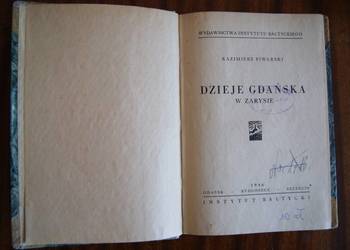 WYDAWNICTWA INSTYTUTU BAŁTYCKIEGO
KAZIMIERZ PIWARSKI
DZIEJE GDAŃSKA
W ZARYSIE
1946
GDAŃSK - BYDGOSZCZ - SZCZECIN
INSTYTUT BAŁTYCKI